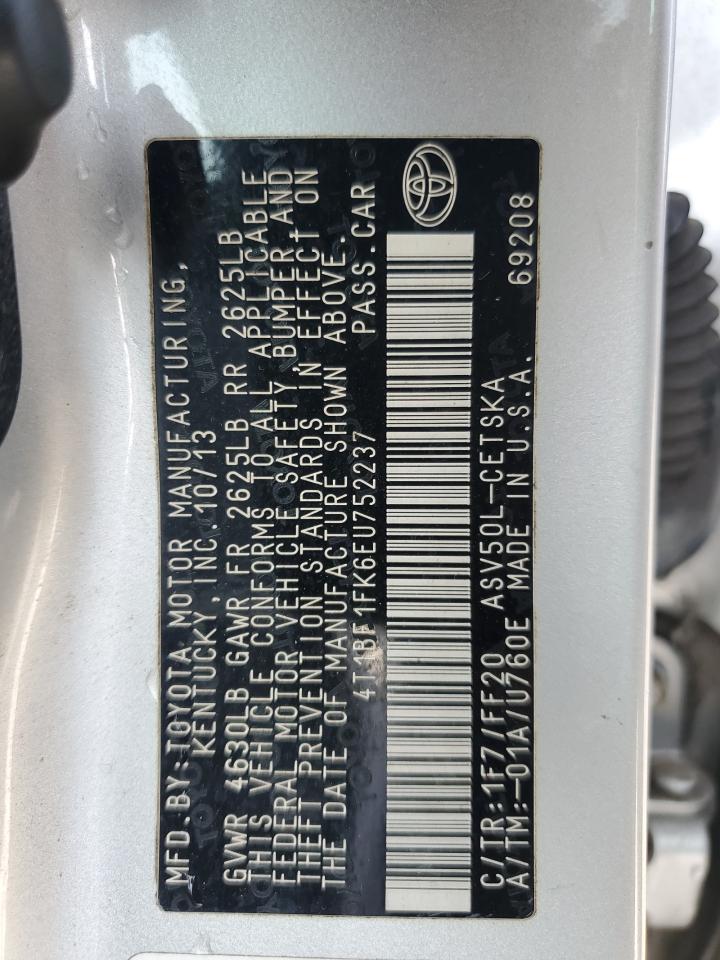 MFD.BY:TOYOTA MOTOR MANUFACTURING,
KENTUCKY,INC.10/13
GVWR 4630LB GAWR FR 2625LB RR 2625LB
THIS VEHICLE CONFORMS TO ALL APPLICABLE
FEDERAL MOTOR VEHICLE SAFETY, BUMPER, AND
THEFT PREVENTION STANDARDS IN EFFECT ON
THE DATE OF MANUFACTURE SHOWN ABOVE.
4T1BF1FK6EU752237 PASS.CAR
C/TR:1F7/FF20 ASV50L-CETSKA
A/TM:-01A/U760E MADE IN U.S.A. 69208